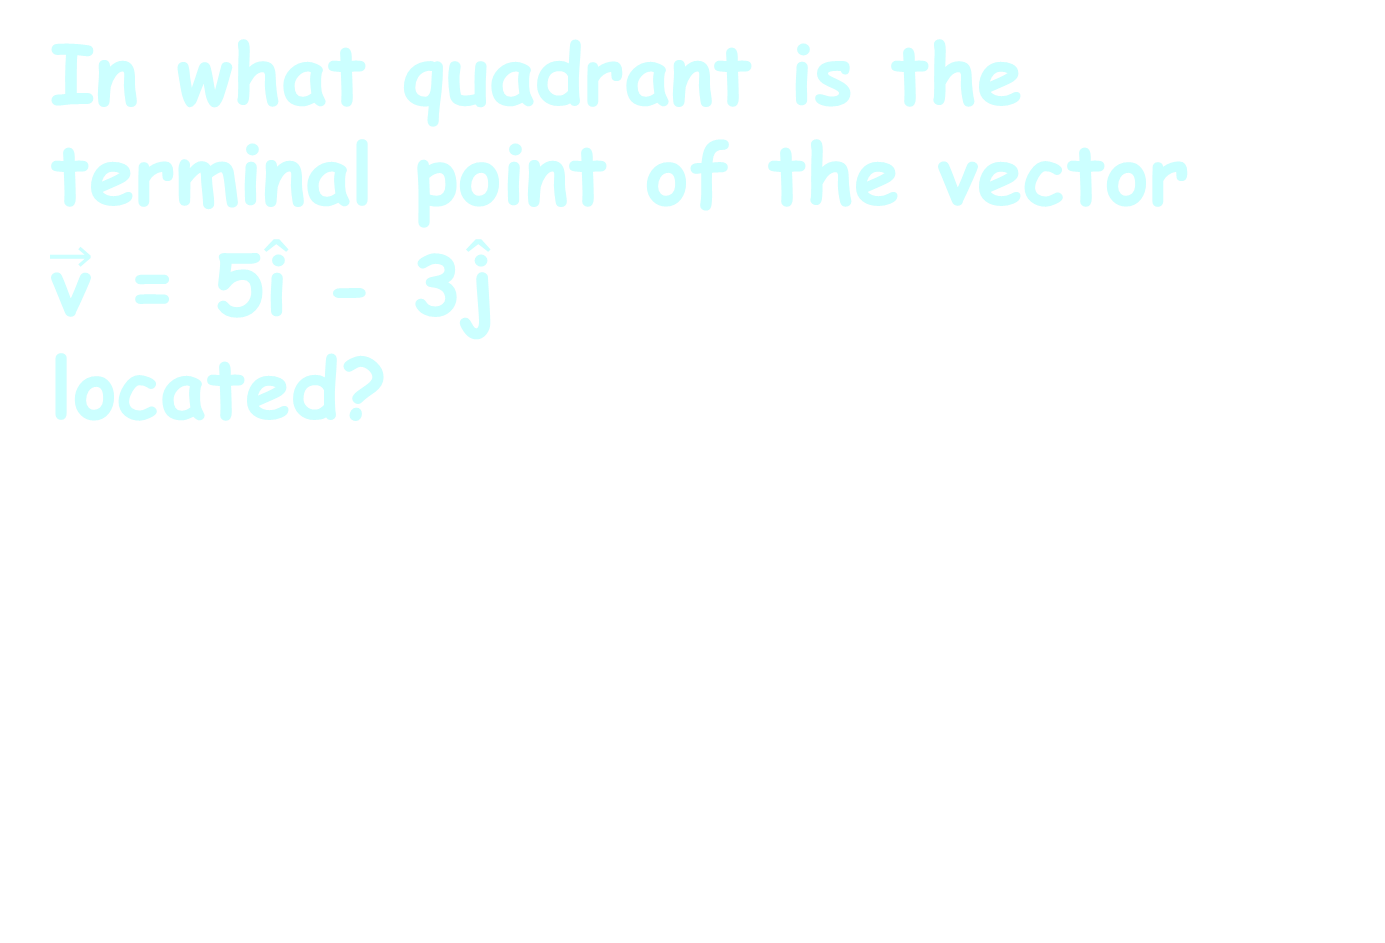 In what quadrant is the
terminal point of the vector
v⃗ = 5î - 3ĵ
located?